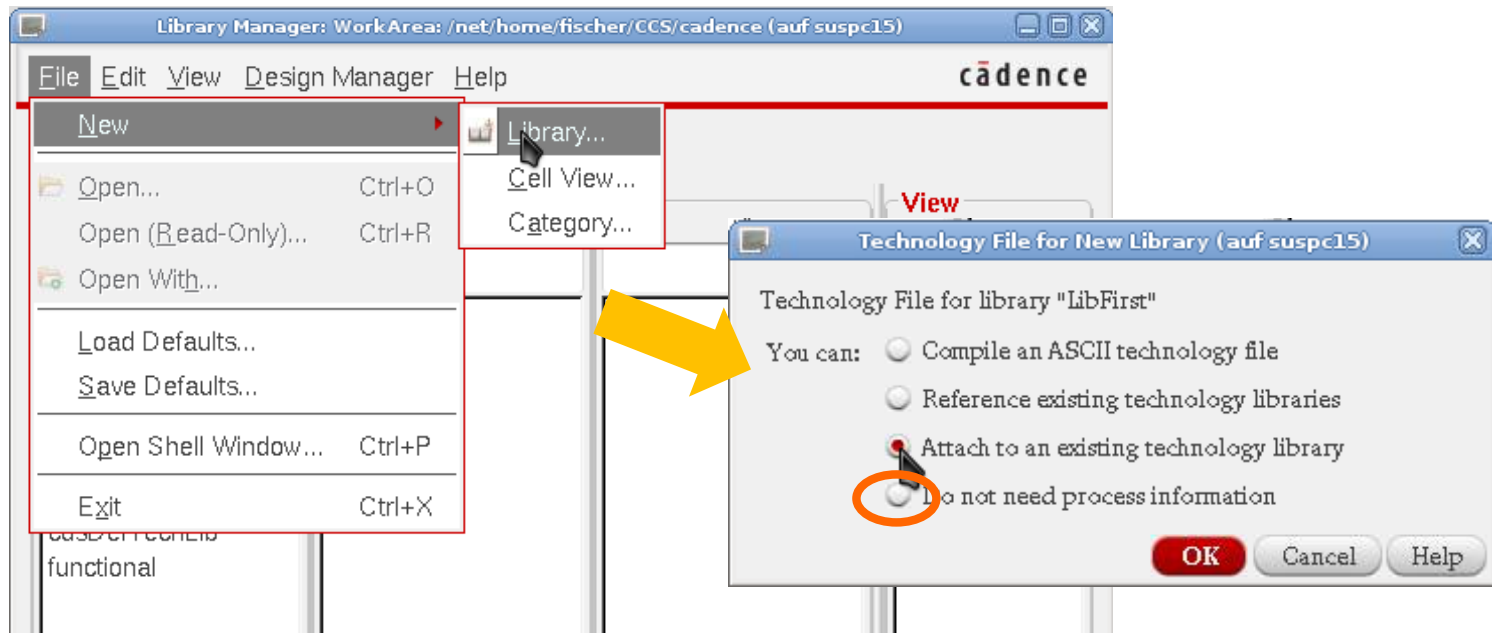 Library Manager: WorkArea: /net/home/fischer/CCS/cadence (auf suspc15)
File Edit View Design Manager Help
cādence
New
Library...
Cell View...
Category...
Open... Ctrl+O
Open (Read-Only)... Ctrl+R
Open With...
Load Defaults...
Save Defaults...
Open Shell Window... Ctrl+P
Exit Ctrl+X
functional
View
Technology File for New Library (auf suspc15)
Technology File for library "LibFirst"
You can: Compile an ASCII technology file
Reference existing technology libraries
Attach to an existing technology library
Do not need process information
OK Cancel Help